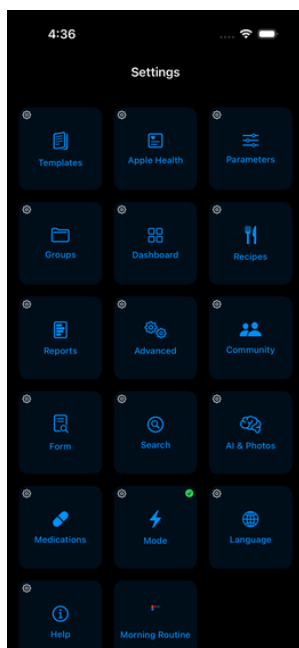 4:36
Settings
Templates
Apple Health
Parameters
Groups
Dashboard
Recipes
Reports
Advanced
Community
Form
Search
AI & Photos
Medications
Mode
Language
Help
Morning Routine